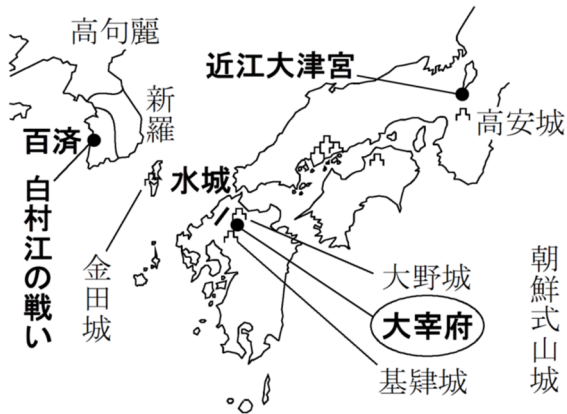 高句麗
新羅
百済
白村江の戦い
金田城
近江大津宮
高安城
水城
大野城
大宰府
基肄城
朝鮮式山城